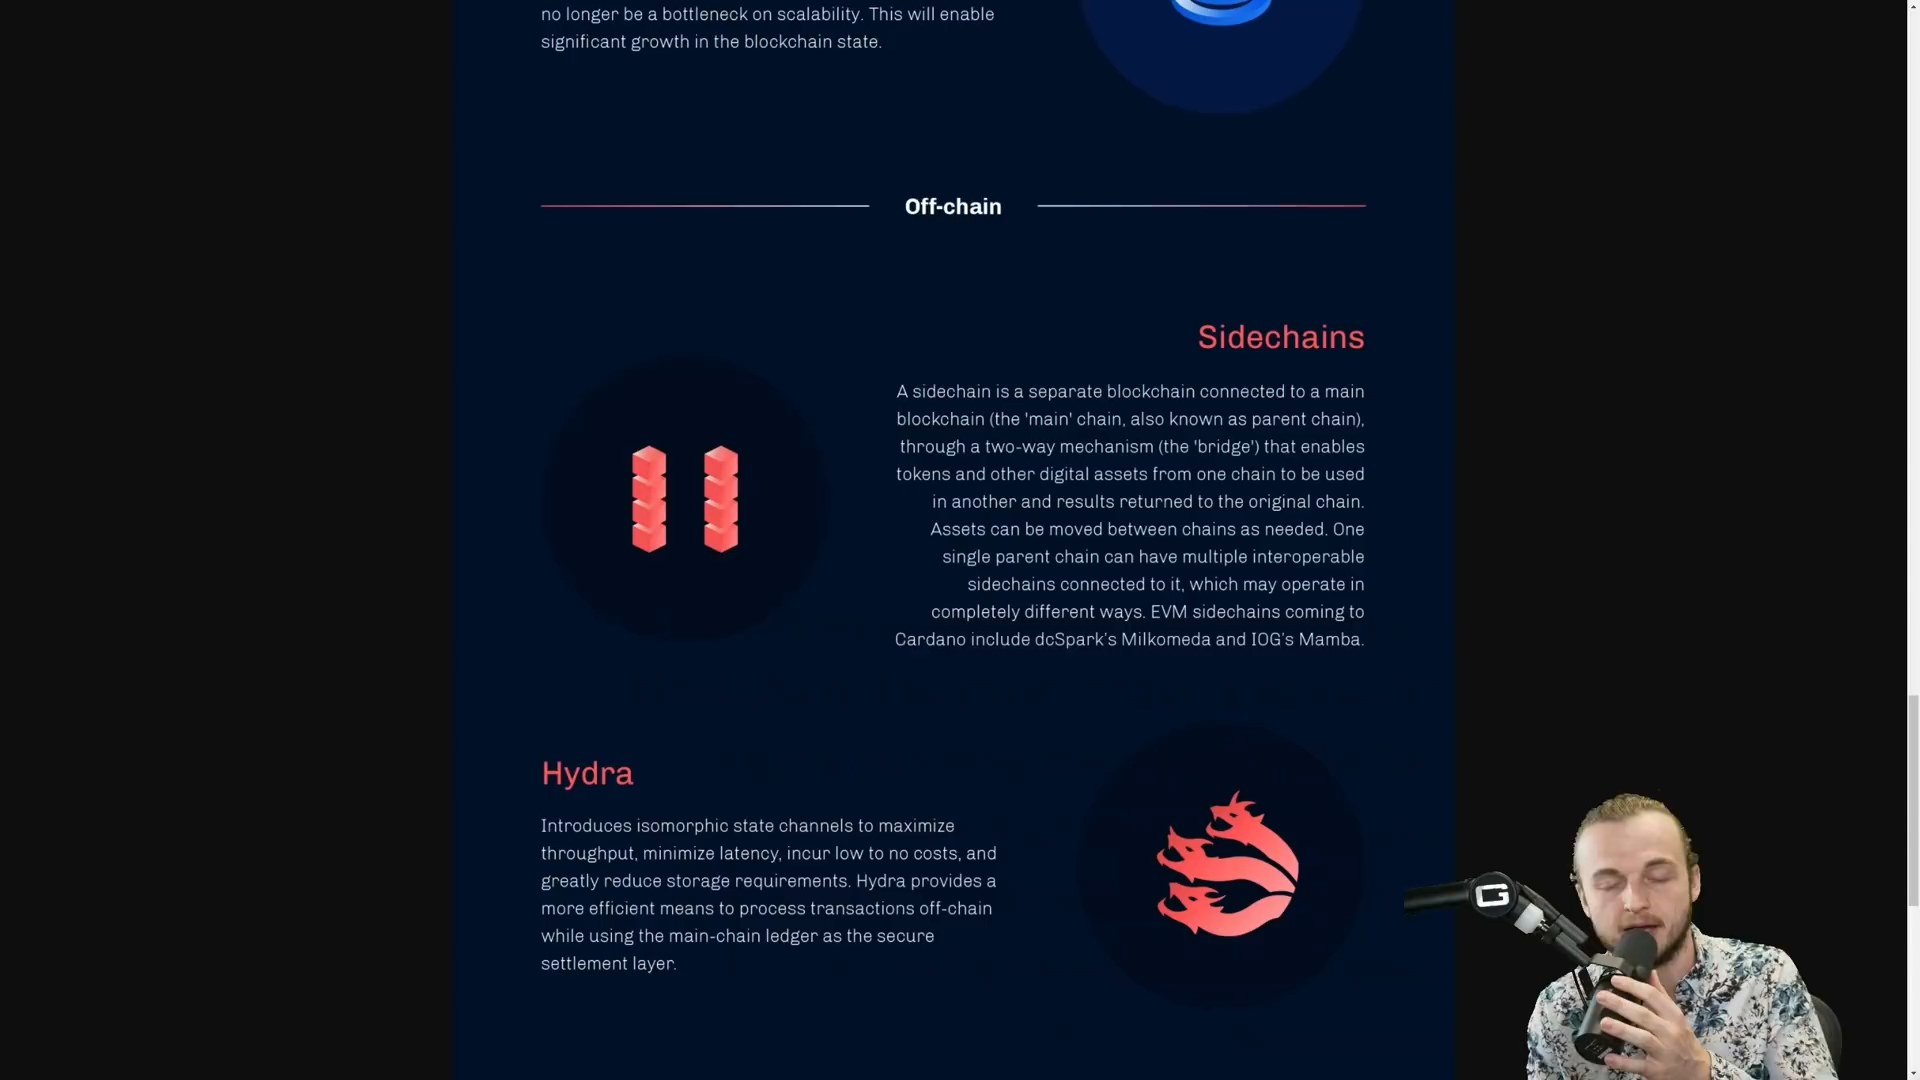 no longer be a bottleneck on scalability. This will enable
significant growth in the blockchain state.
Off-chain
Sidechains
A sidechain is a separate blockchain connected to a main
blockchain (the 'main' chain, also known as parent chain),
through a two-way mechanism (the 'bridge') that enables
tokens and other digital assets from one chain to be used
in another and results returned to the original chain.
Assets can be moved between chains as needed. One
single parent chain can have multiple interoperable
sidechains connected to it, which may operate in
completely different ways. EVM sidechains coming to
Cardano include dcSpark's Milkomeda and IOG's Mamba.
Hydra
Introduces isomorphic state channels to maximize
throughput, minimize latency, incur low to no costs, and
greatly reduce storage requirements. Hydra provides a
more efficient means to process transactions off-chain
while using the main-chain ledger as the secure
settlement layer.
G